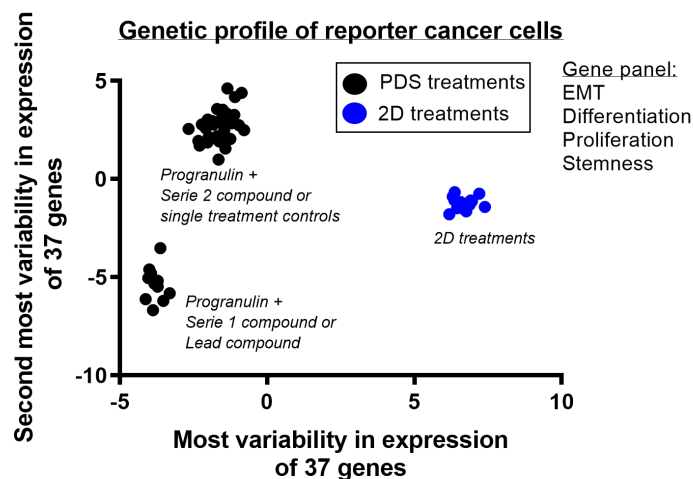 Genetic profile of reporter cancer cells
PDS treatments
2D treatments
Gene panel:
EMT
Differentiation
Proliferation
Stemness
Second most variability in expression
of 37 genes
5
0
-5
-10
Progranulin +
Serie 2 compound or
single treatment controls
2D treatments
Progranulin +
Serie 1 compound or
Lead compound
-5
0
5
10
Most variability in expression
of 37 genes